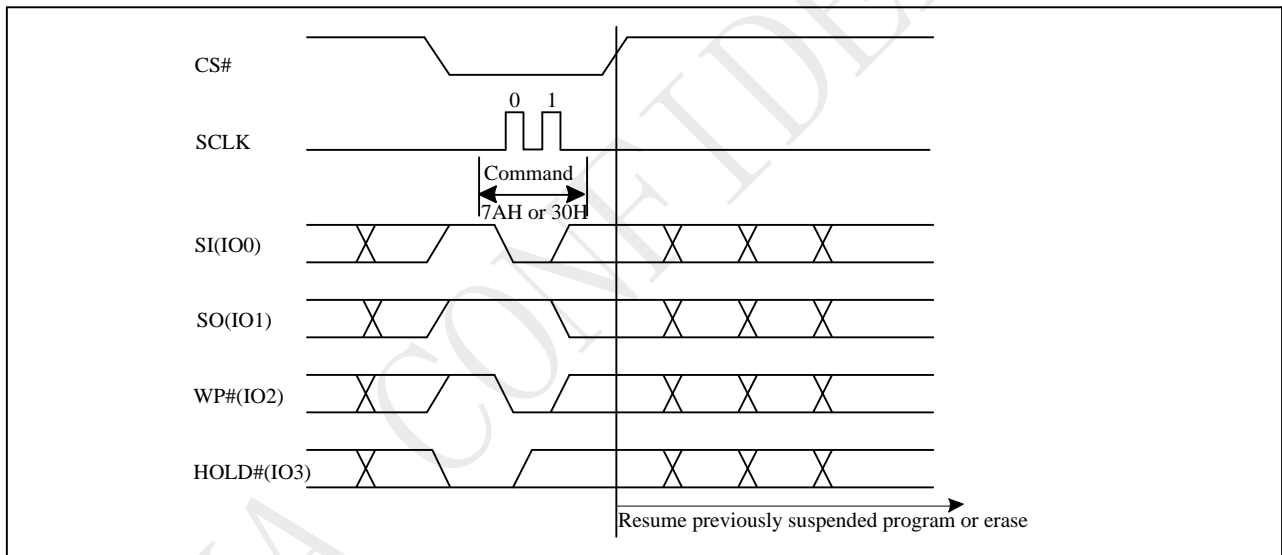 CS#
0 1
SCLK
Command
7AH or 30H
SI(IO0)
SO(IO1)
WP#(IO2)
HOLD#(IO3)
Resume previously suspended program or erase
CONFIDE